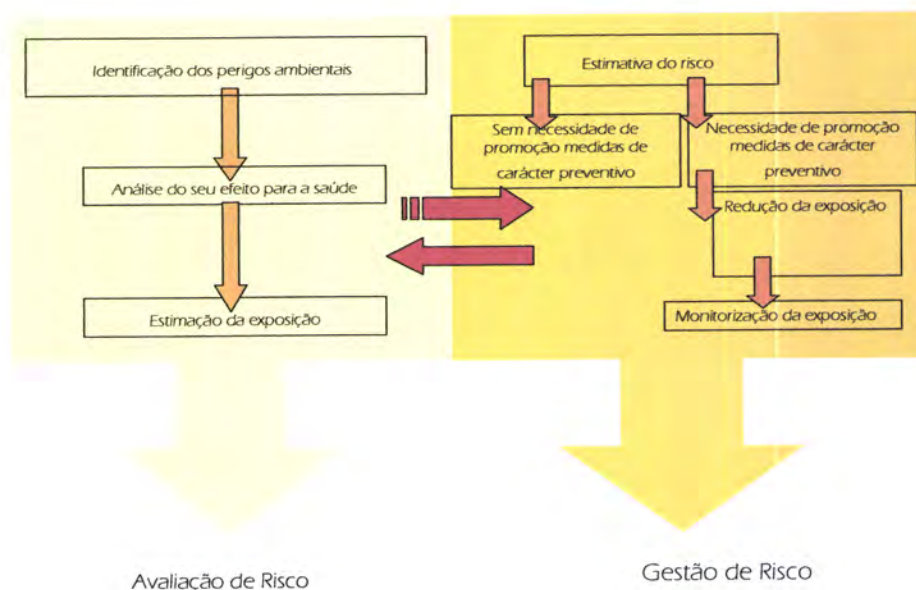 Identificação dos perigos ambientais
Análise do seu efeito para a saúde
Estimação da exposição
Estimativa do risco
Sem necessidade de
promoção medidas de
carácter preventivo
Necessidade de promoção
medidas de carácter
preventivo
Redução da exposição
Monitorização da exposição
Avaliação de Risco
Gestão de Risco